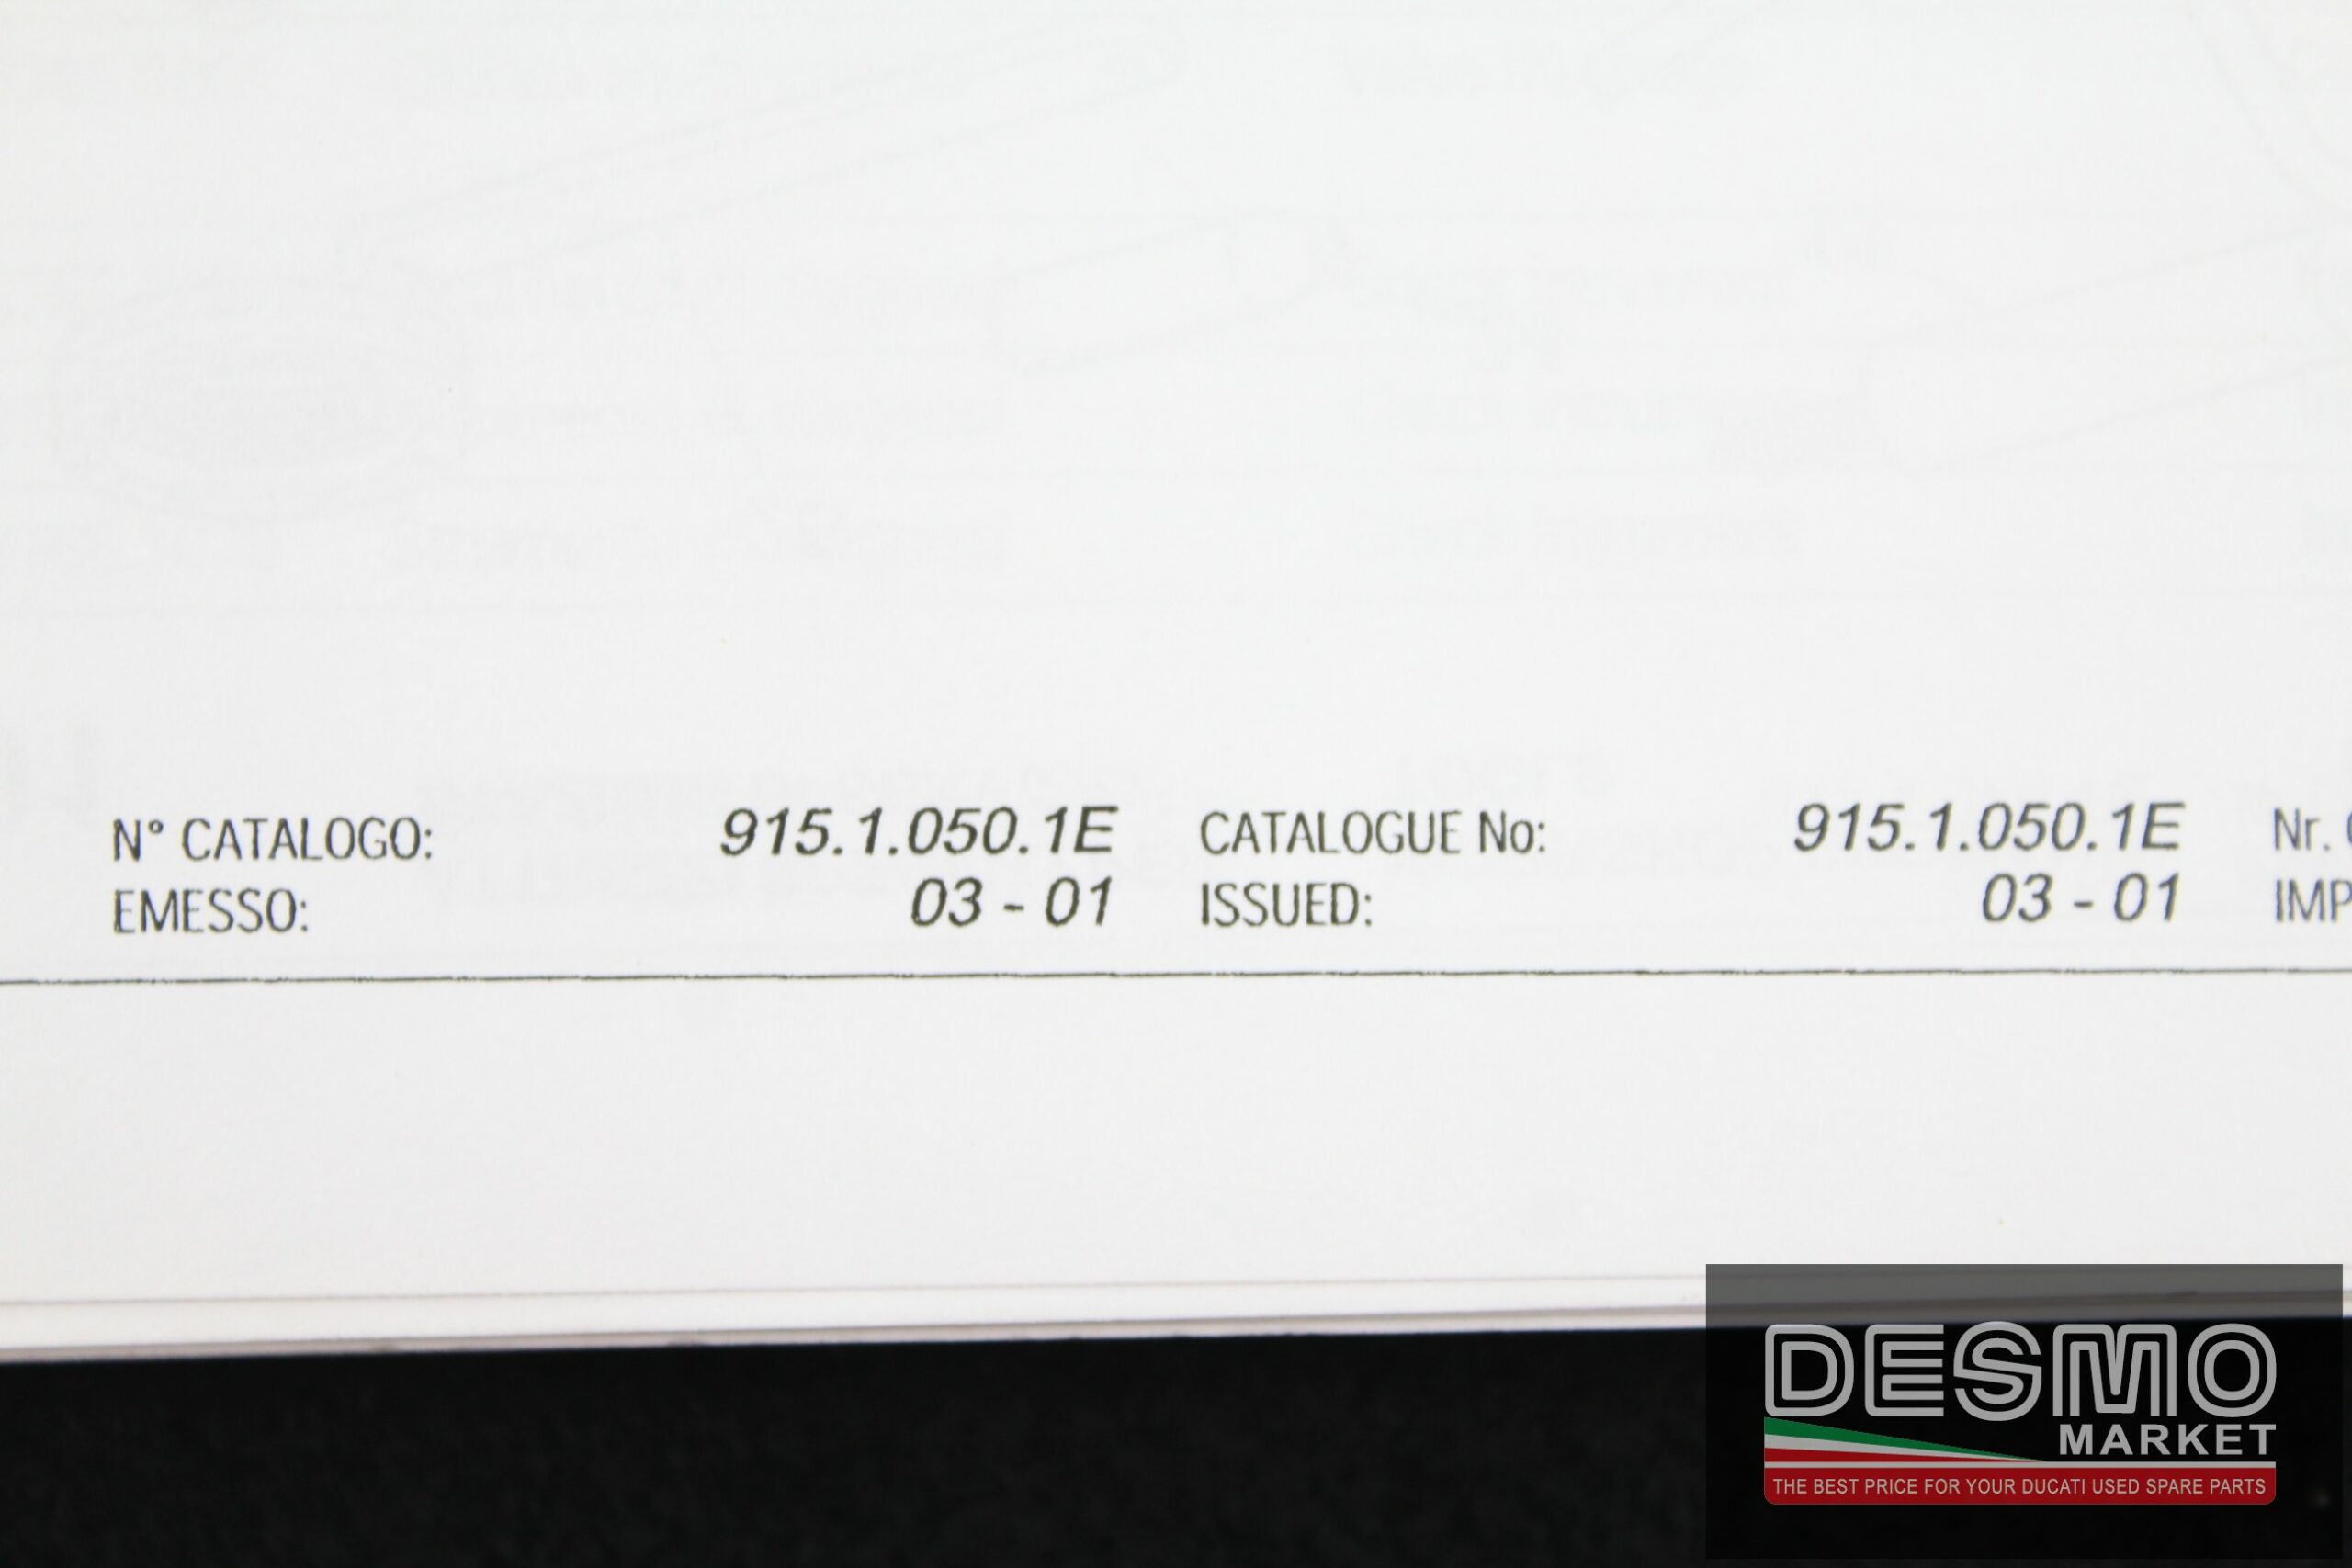 N° CATALOGO: 915.1.050.1E CATALOGUE No: 915.1.050.1E Nr.
EMESSO: 03 - 01 ISSUED: 03 - 01
DESMO
MARKET
THE BEST PRICE FOR YOUR DUCATI USED SPARE PARTS